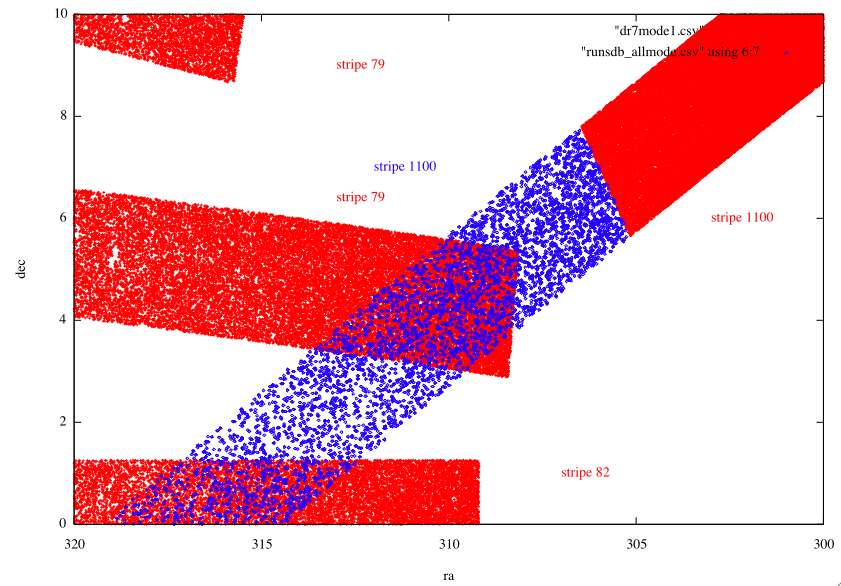 10
"dr7mode1.csv"
"runsdb_allmode.csv" using 6:7
stripe 79
8
stripe 1100
stripe 79
6
stripe 1100
dec
4
2
stripe 82
0
320
315
310
305
300
ra